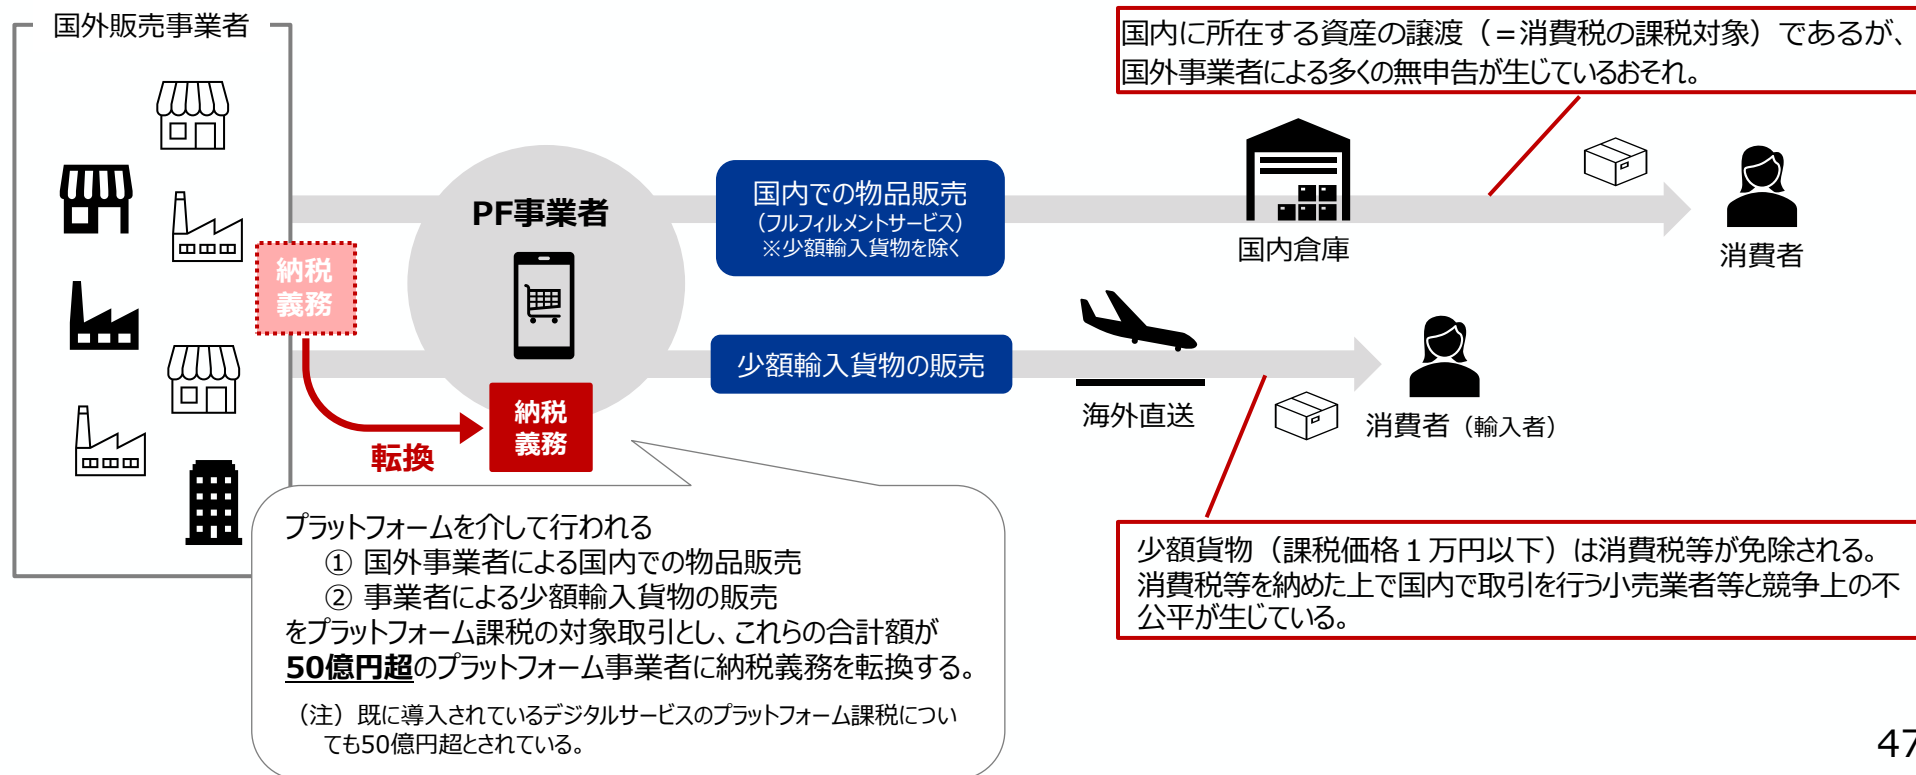 国外販売事業者
国内に所在する資産の譲渡（＝消費税の課税対象）であるが、
国外事業者による多くの無申告が生じているおそれ。
PF事業者
国内での物品販売
（フルフィルメントサービス）
※少額輸入貨物を除く
国内倉庫
消費者
納税
義務
少額輸入貨物の販売
海外直送
消費者（輸入者）
転換
納税
義務
プラットフォームを介して行われる
① 国外事業者による国内での物品販売
② 事業者による少額輸入貨物の販売
をプラットフォーム課税の対象取引とし、これらの合計額が
50億円超のプラットフォーム事業者に納税義務を転換する。
（注）既に導入されているデジタルサービスのプラットフォーム課税につい
ても50億円超とされている。
少額貨物（課税価格１万円以下）は消費税等が免除される。
消費税等を納めた上で国内で取引を行う小売業者等と競争上の不
公平が生じている。
47